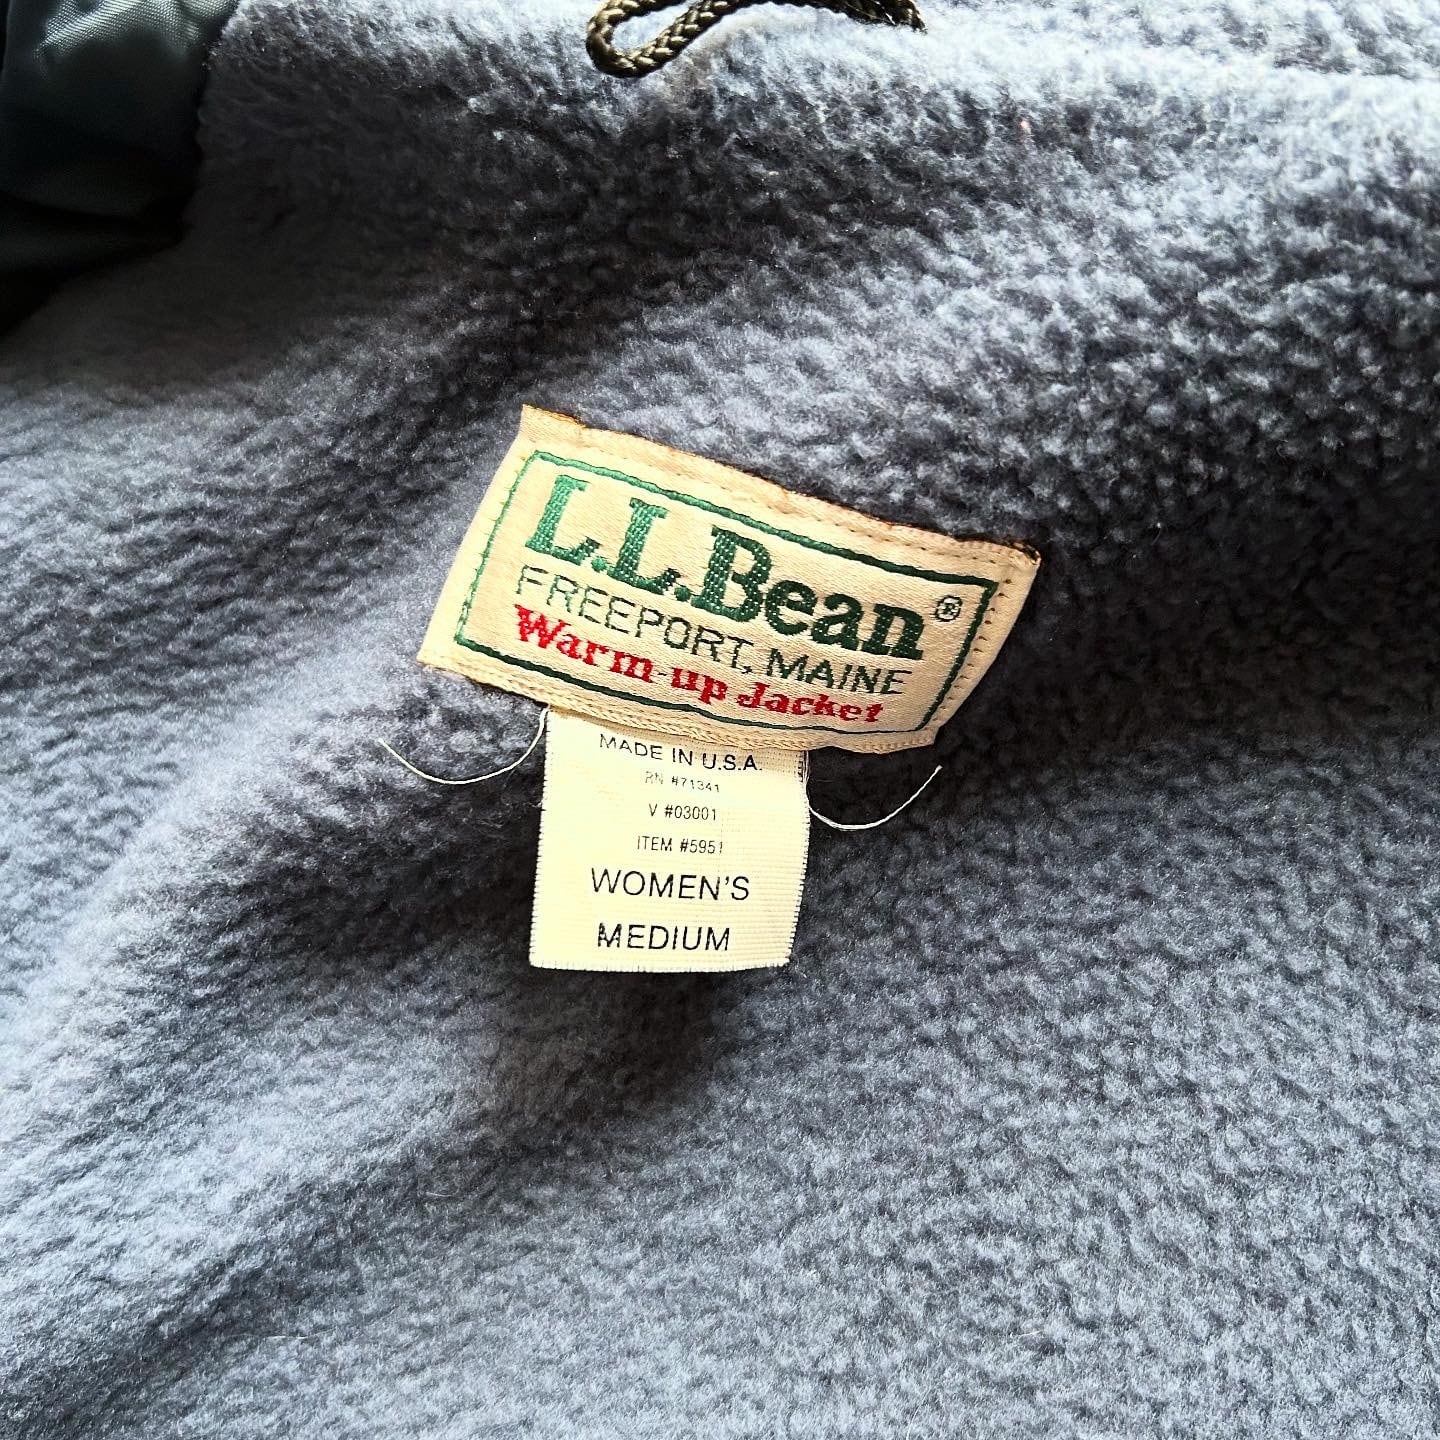 L.L.Bean®
FREEPORT, MAINE
Warm-up Jacket
MADE IN U.S.A.
RN #71341
V #03001
ITEM #5951
WOMEN'S
MEDIUM